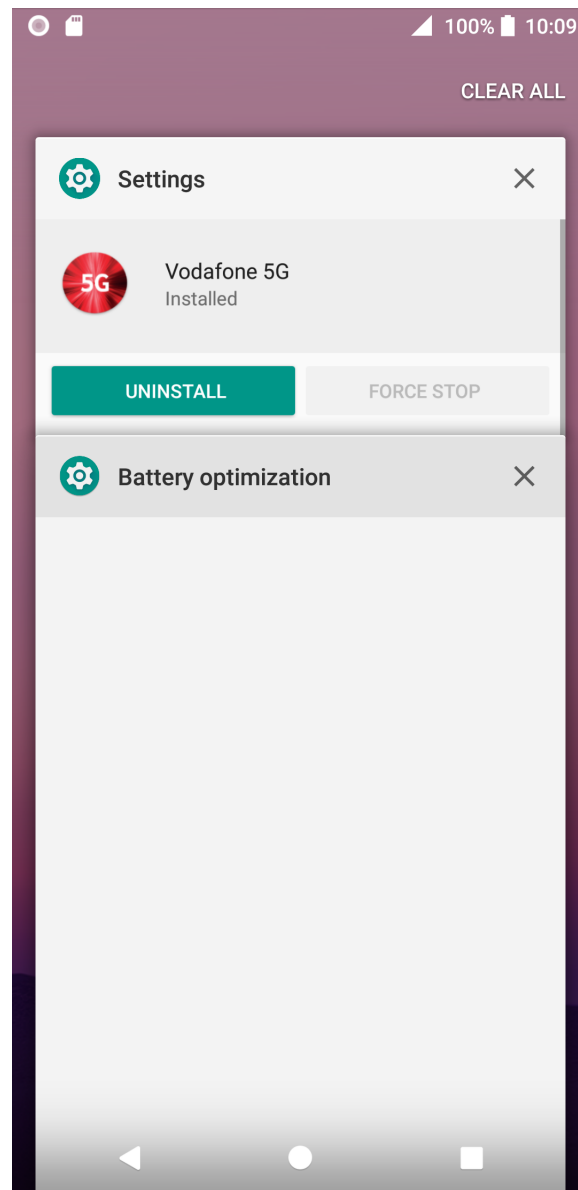 100% 10:09
CLEAR ALL
Settings
5G
Vodafone 5G
Installed
UNINSTALL
FORCE STOP
Battery optimization